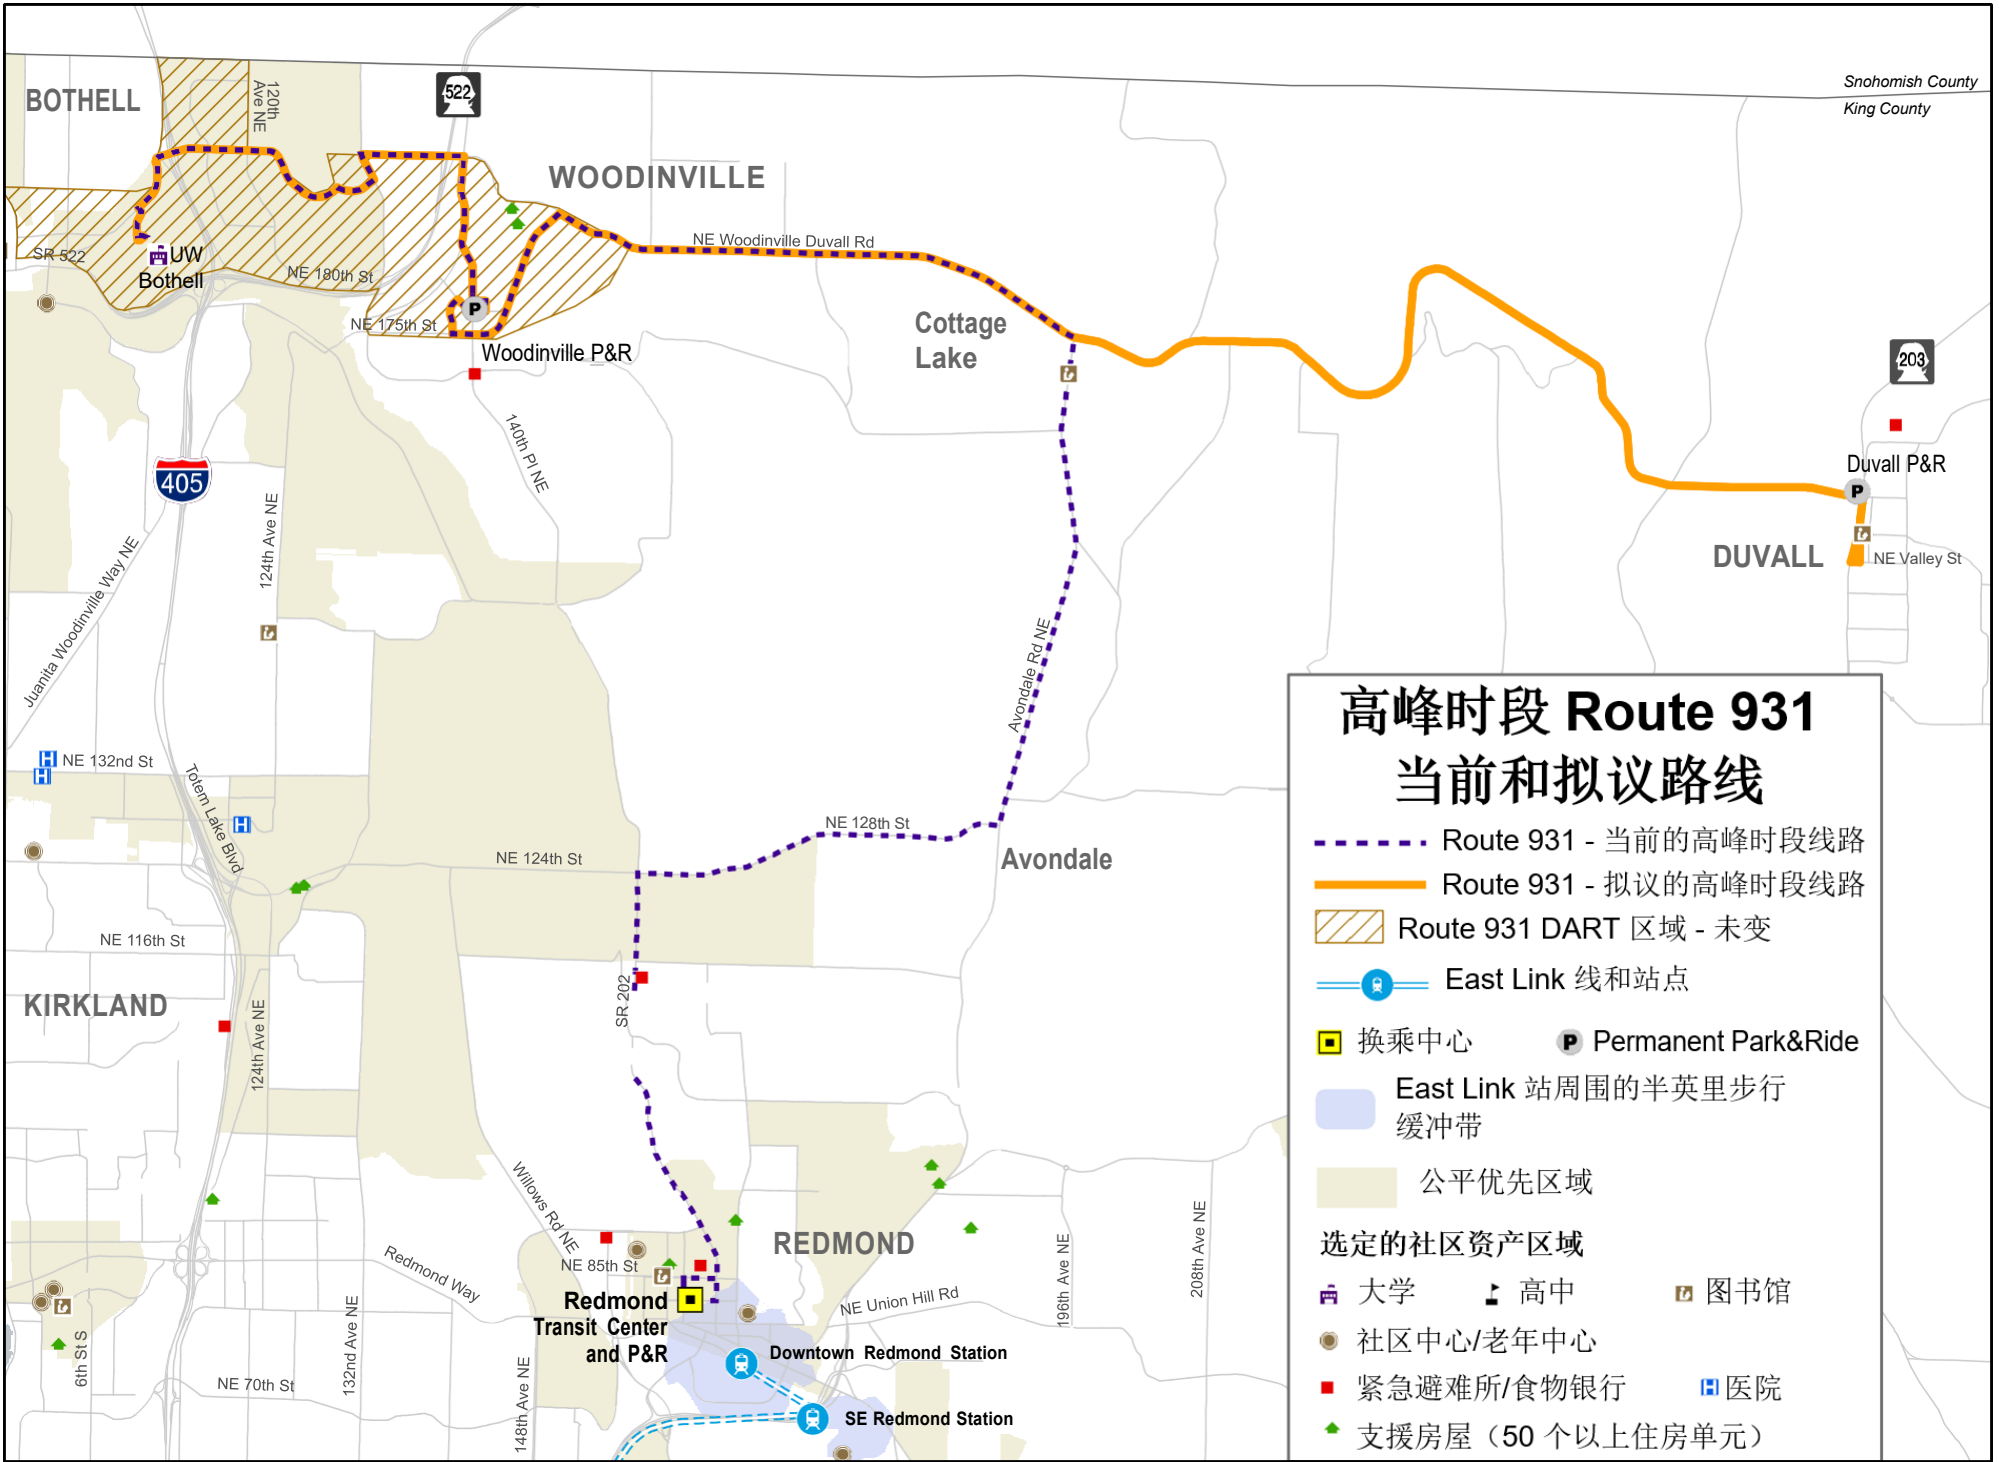 Snohomish County
King County
BOTHELL
120th
Ave NE
522
WOODINVILLE
NE Woodinville Duvall Rd
SR 522
UW
Bothell
NE 180th St
NE 175th St
P
Woodinville P&R
Cottage
Lake
203
Duvall P&R
P
DUVALL
NE Valley St
140th Pl NE
405
124th Ave NE
Juanita Woodinville Way NE
Avondale Rd NE
NE 132nd St
Totem Lake Blvd
NE 128th St
NE 124th St
Avondale
NE 116th St
SR 202
KIRKLAND
124th Ave NE
Willows Rd NE
REDMOND
NE 85th St
Redmond Way
Redmond
Transit Center
and P&R
NE Union Hill Rd
196th Ave NE
208th Ave NE
6th St S
132nd Ave NE
NE 70th St
148th Ave NE
Downtown Redmond Station
SE Redmond Station
高峰时段 Route 931
当前和拟议路线
Route 931 - 当前的高峰时段线路
Route 931 - 拟议的高峰时段线路
Route 931 DART 区域 - 未变
East Link 线和站点
换乘中心
P Permanent Park&Ride
East Link 站周围的半英里步行
缓冲带
公平优先区域
选定的社区资产区域
大学
高中
图书馆
社区中心/老年中心
紧急避难所/食物银行
H 医院
支援房屋（50 个以上住房单元）